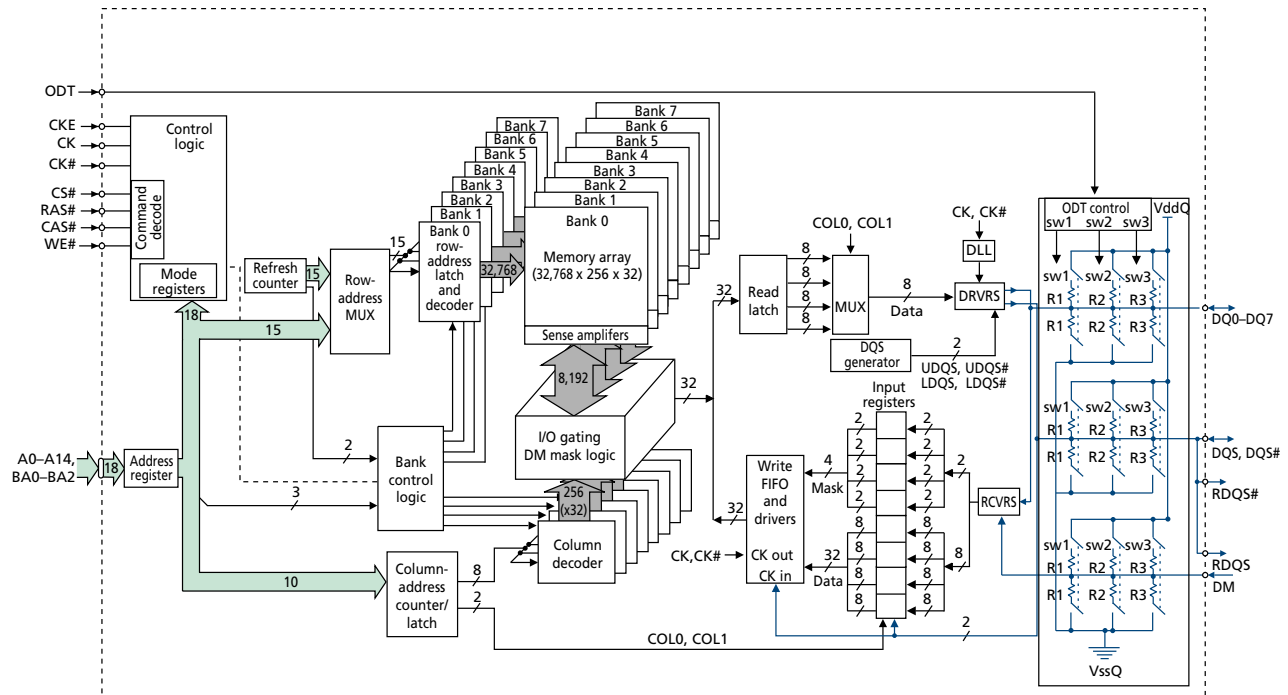 ODT
CKE
CK
CK#
CS#
RAS#
CAS#
WE#
Control
logic
Command
decode
Mode
registers
Refresh
counter
15
Row-
address
MUX
15
Bank 7
Bank 6
Bank 5
Bank 4
Bank 3
Bank 2
Bank 1
Bank 0
row-
address
latch
and
decoder
32,768
Bank 7
Bank 6
Bank 5
Bank 4
Bank 3
Bank 2
Bank 1
Bank 0
Memory array
(32,768 x 256 x 32)
Sense amplifers
8,192
18
15
A0–A14,
BA0–BA2
18
Address
register
2
3
Bank
control
logic
I/O gating
DM mask logic
256
(x32)
Column
decoder
10
Column-
address
counter/
latch
8
2
COL0, COL1
32
32
32
Read
latch
8
8
8
8
COL0, COL1
MUX
8
Data
CK, CK#
DLL
DRVRS
DQS
generator
2
UDQS, UDQS#
LDQS, LDQS#
Input
registers
2
2
2
2
8
8
8
8
2
2
2
2
8
8
8
8
2
8
4
Mask
32
Data
Write
FIFO
and
drivers
CK out
CK in
CK,CK#
RCVRS
2
ODT control
VddQ
sw1 sw2 sw3
sw1 sw2 sw3
R1 R2 R3
R1 R2 R3
sw1 sw2 sw3
R1 R2 R3
R1 R2 R3
sw1 sw2 sw3
R1 R2 R3
R1 R2 R3
VssQ
DQ0–DQ7
DQS, DQS#
RDQS#
RDQS
DM